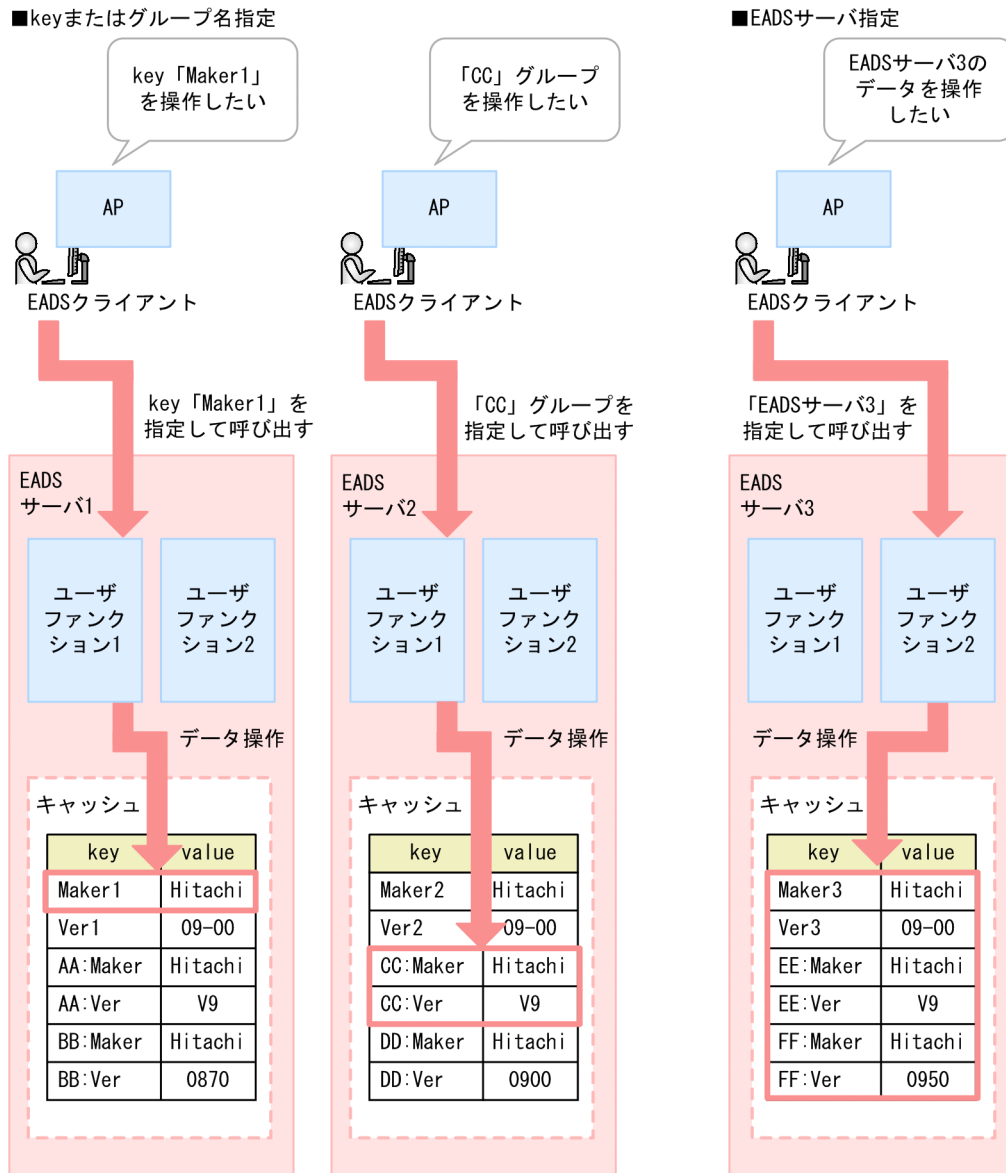 ■keyまたはグループ名指定
key「Maker1」
を操作したい
AP
EADSクライアント
key「Maker1」を
指定して呼び出す
EADS
サーバ1
ユーザ
ファンク
ション1
ユーザ
ファンク
ション2
データ操作
キャッシュ
key value
Maker1 Hitachi
Ver1 09-00
AA:Maker Hitachi
AA:Ver V9
BB:Maker Hitachi
BB:Ver 0870
「CC」グループ
を操作したい
AP
EADSクライアント
「CC」グループを
指定して呼び出す
EADS
サーバ2
ユーザ
ファンク
ション1
ユーザ
ファンク
ション2
データ操作
キャッシュ
key value
Maker2 Hitachi
Ver2 09-00
CC:Maker Hitachi
CC:Ver V9
DD:Maker Hitachi
DD:Ver 0900
■EADSサーバ指定
EADSサーバ3の
データを操作
したい
AP
EADSクライアント
「EADSサーバ3」を
指定して呼び出す
EADS
サーバ3
ユーザ
ファンク
ション1
ユーザ
ファンク
ション2
データ操作
キャッシュ
key value
Maker3 Hitachi
Ver3 09-00
EE:Maker Hitachi
EE:Ver V9
FF:Maker Hitachi
FF:Ver 0950